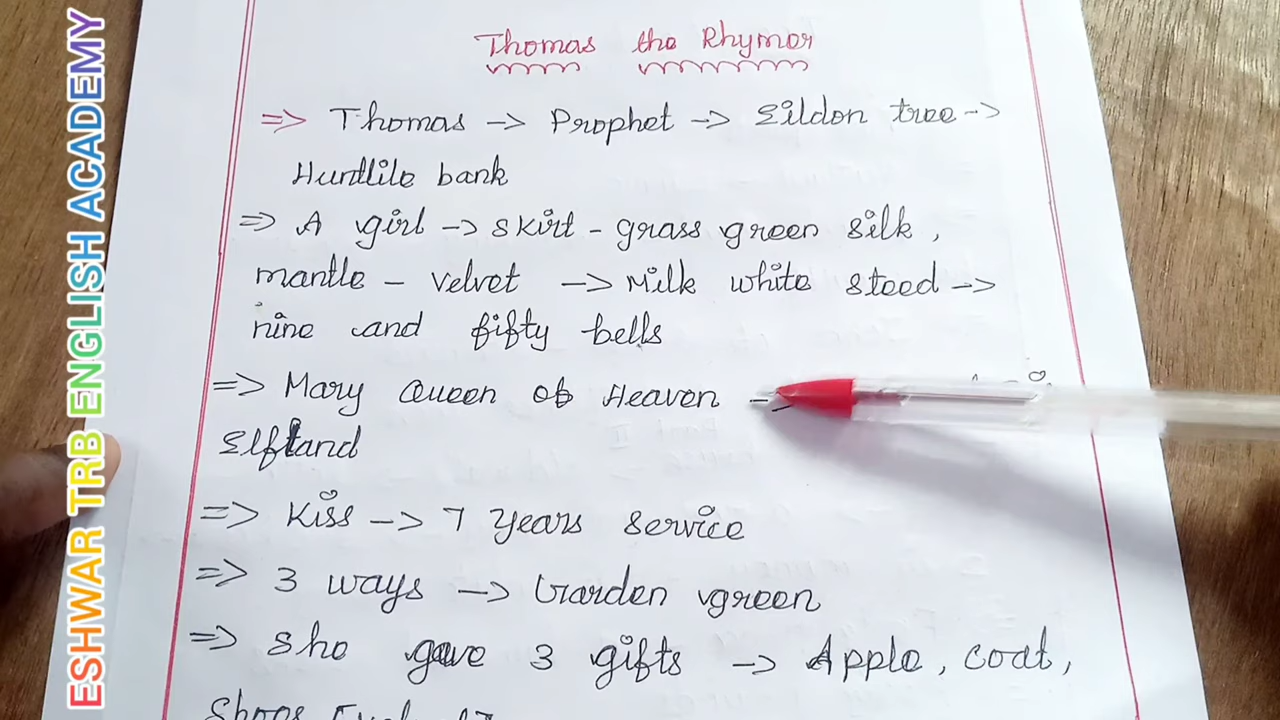 ESHWAR TRB ENGLISH ACADEMY
Thomas the Rhymer
=> Thomas -> Prophet -> Eildon tree ->
Huntlile bank
=> A girl -> skirt - grass green silk,
mantle - velvet -> Milk white steed ->
nine and fifty bells
=> Mary Queen of Heaven ->
Elfland
=> Kiss -> 7 Years service
=> 3 ways -> Garden green
=> She gave 3 gifts -> Apple, coat,
Shoes